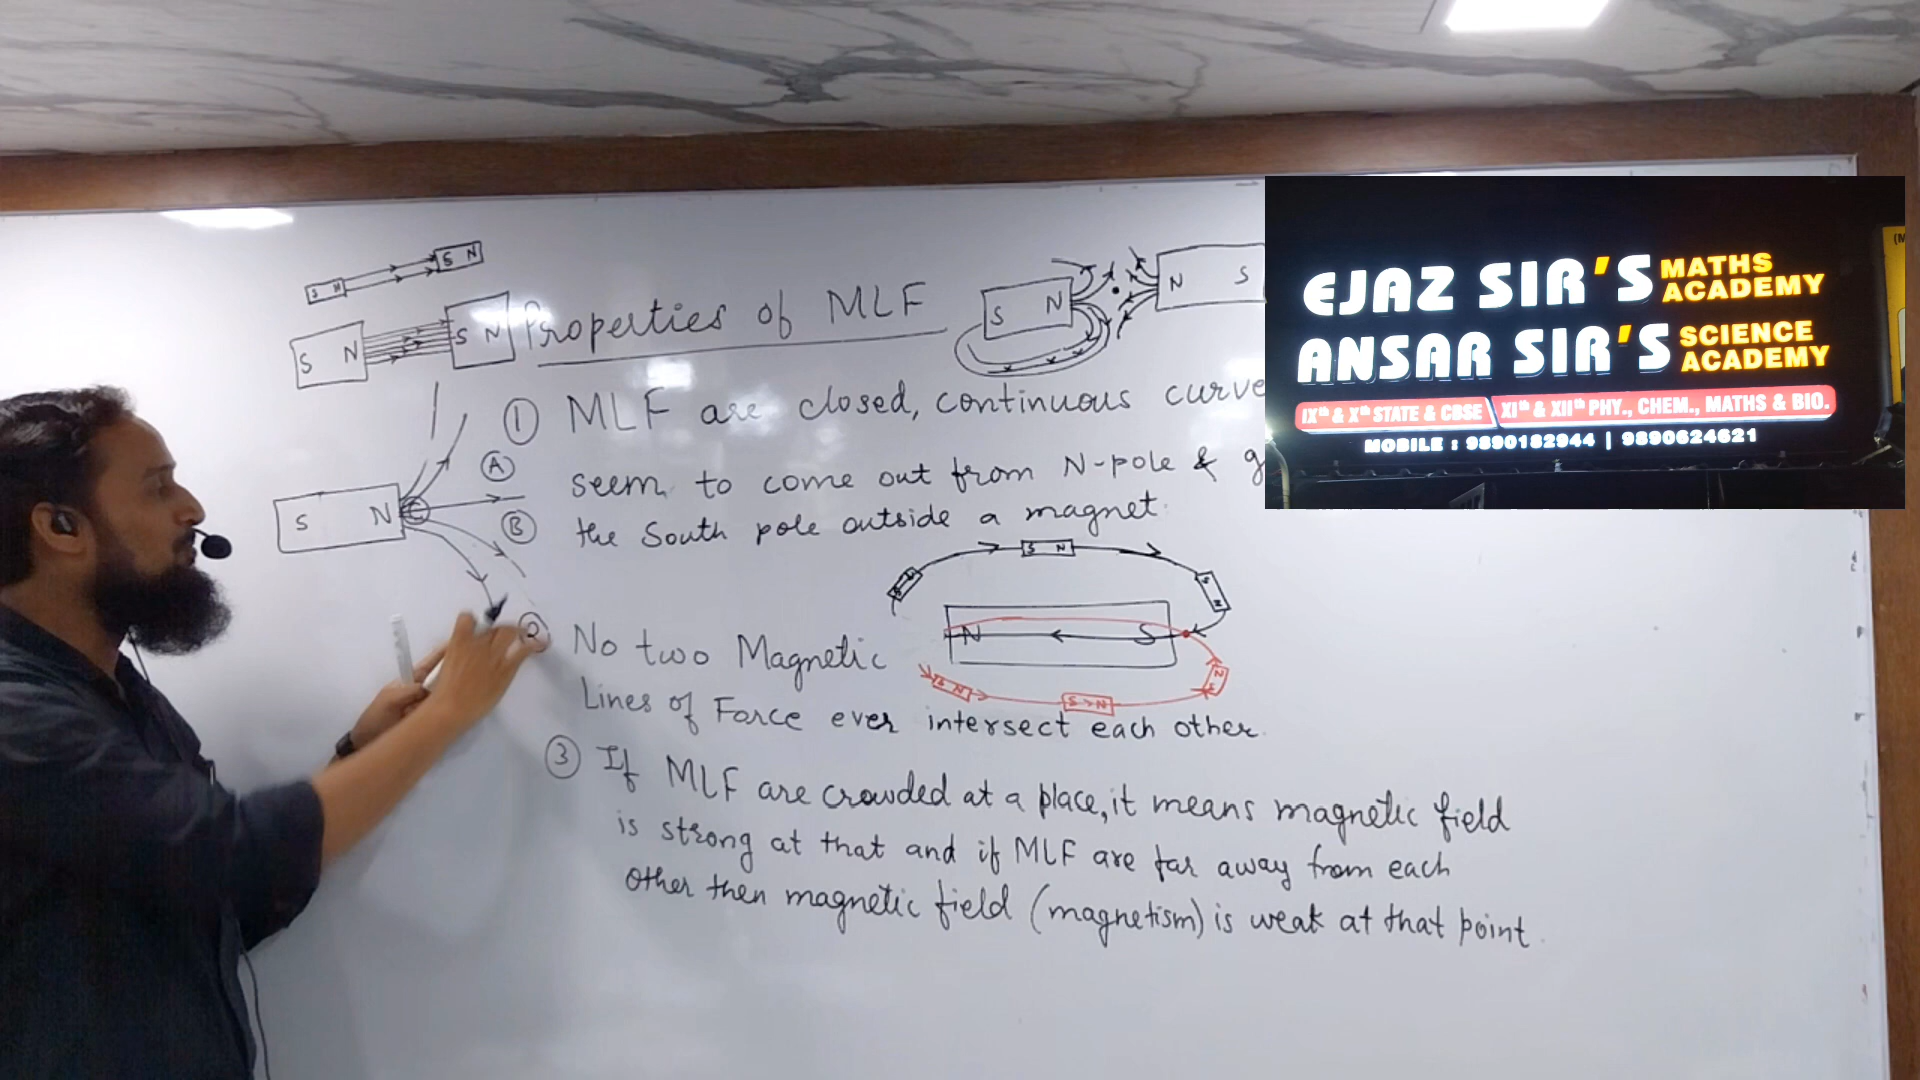 S N
S N
S N
S N
Properties of MLF
S N
N S
① MLF are closed, continuous curve
seem to come out from N-pole &
the South pole outside a magnet.
S N
A
B
S N
N S
② No two Magnetic
S N
S N
Lines of Force ever intersect each other.
③ If MLF are crowded at a place, it means magnetic field
is strong at that and if MLF are far away from each
other then magnetic field (magnetism) is weak at that point.
EJAZ SIR'S MATHS ACADEMY
ANSAR SIR'S SCIENCE ACADEMY
IXth & Xth STATE & CBSE XIth & XIIth PHY., CHEM., MATHS & BIO.
MOBILE : 9890182944 | 9890624621